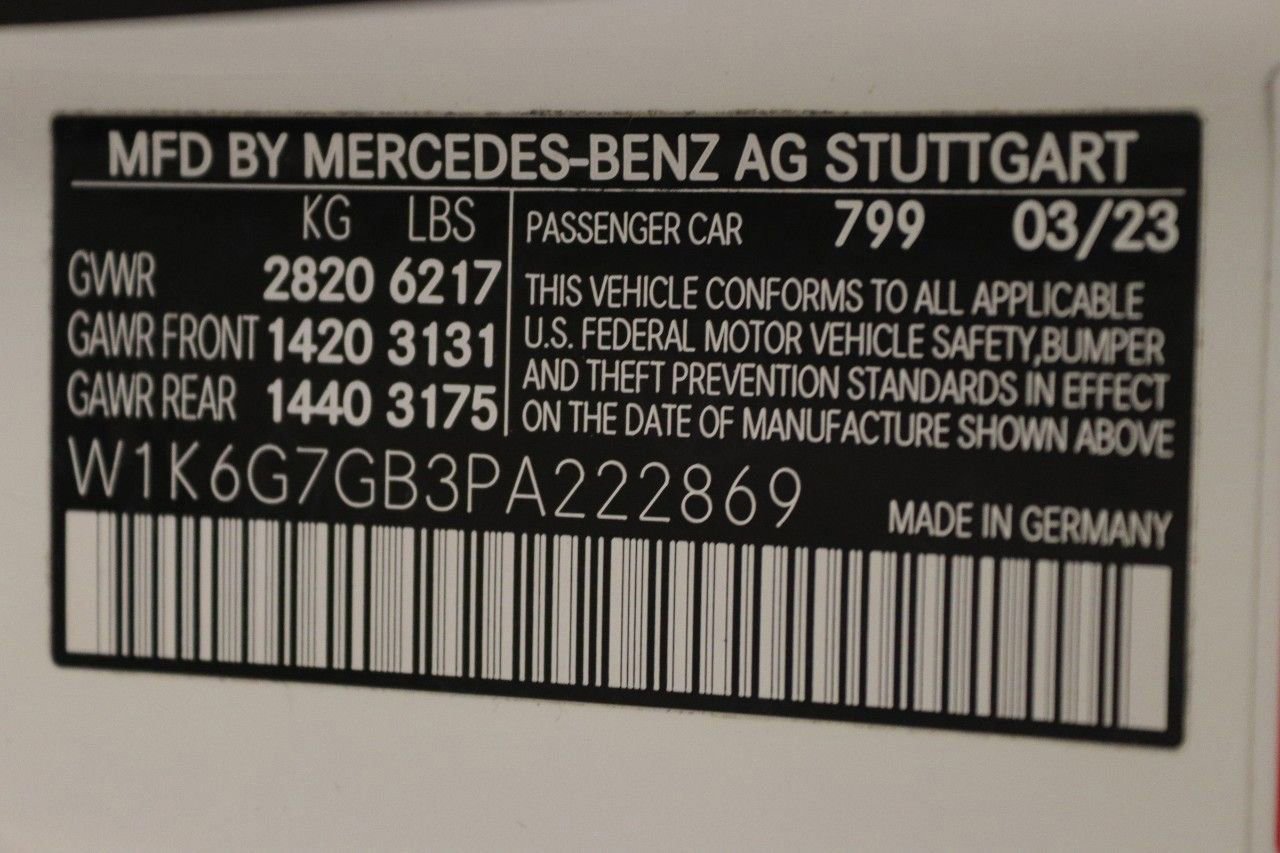 MFD BY MERCEDES-BENZ AG STUTTGART
KG LBS
GVWR 2820 6217
GAWR FRONT 1420 3131
GAWR REAR 1440 3175
PASSENGER CAR 799 03/23
THIS VEHICLE CONFORMS TO ALL APPLICABLE
U.S. FEDERAL MOTOR VEHICLE SAFETY,BUMPER
AND THEFT PREVENTION STANDARDS IN EFFECT
ON THE DATE OF MANUFACTURE SHOWN ABOVE
W1K6G7GB3PA222869
MADE IN GERMANY